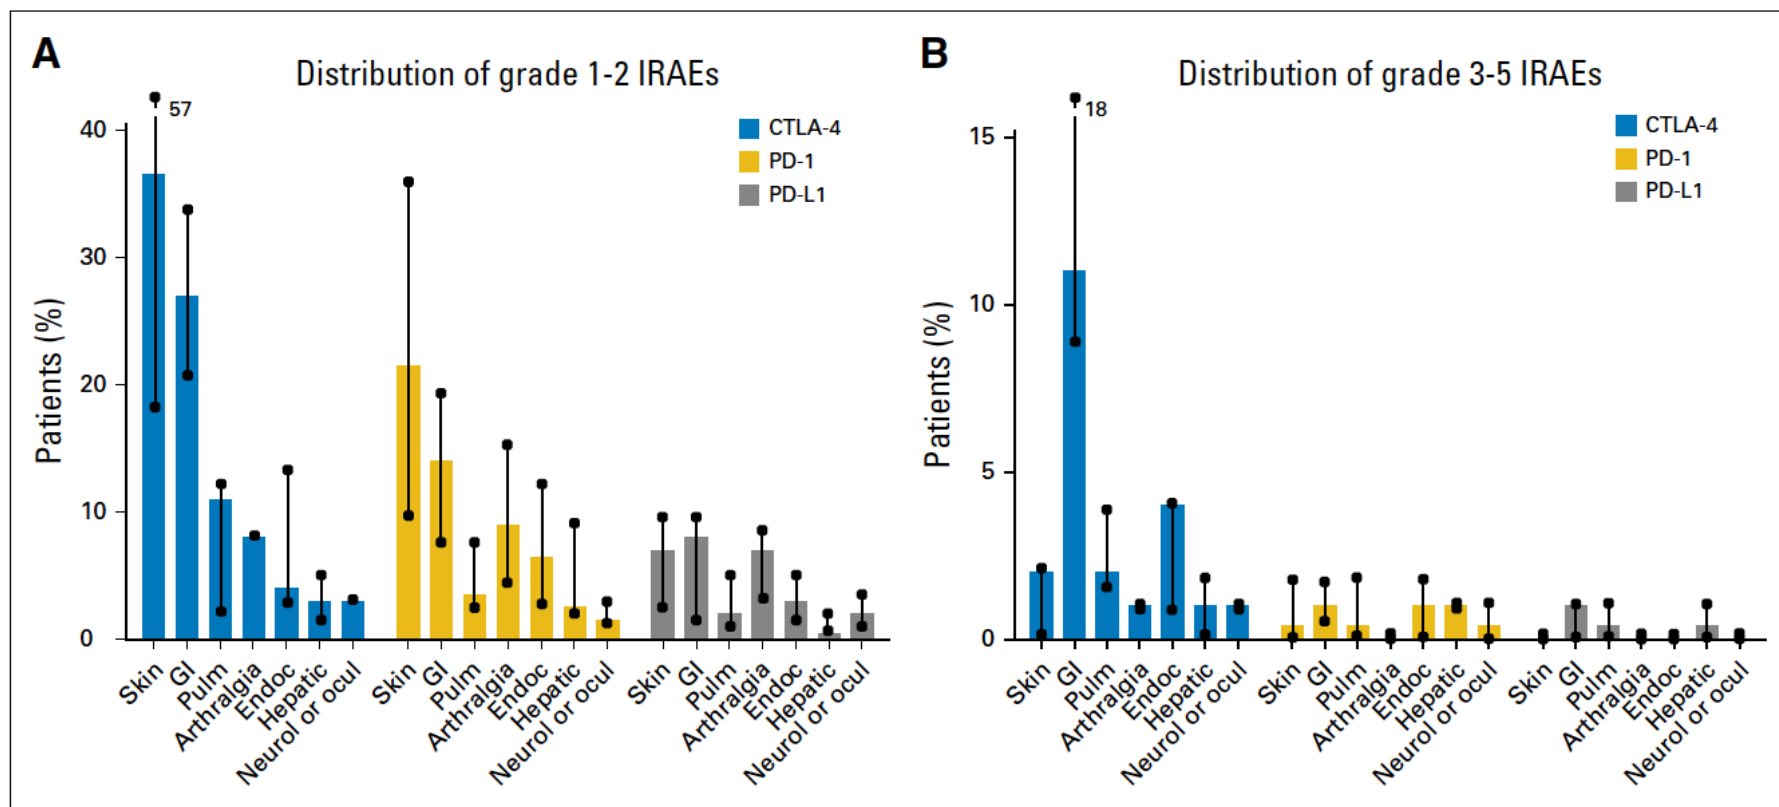 A
Distribution of grade 1-2 IRAEs
57
CTLA-4
PD-1
PD-L1
Patients (%)
40
30
20
10
0
Skin
GI
Pulm
Arthralgia
Endoc
Hepatic
Neurol or ocul
Skin
GI
Pulm
Arthralgia
Endoc
Hepatic
Neurol or ocul
Skin
GI
Pulm
Arthralgia
Endoc
Hepatic
Neurol or ocul
B
Distribution of grade 3-5 IRAEs
18
CTLA-4
PD-1
PD-L1
Patients (%)
15
10
5
0
Skin
GI
Pulm
Arthralgia
Endoc
Hepatic
Neurol or ocul
Skin
GI
Pulm
Arthralgia
Endoc
Hepatic
Neurol or ocul
Skin
GI
Pulm
Arthralgia
Endoc
Hepatic
Neurol or ocul